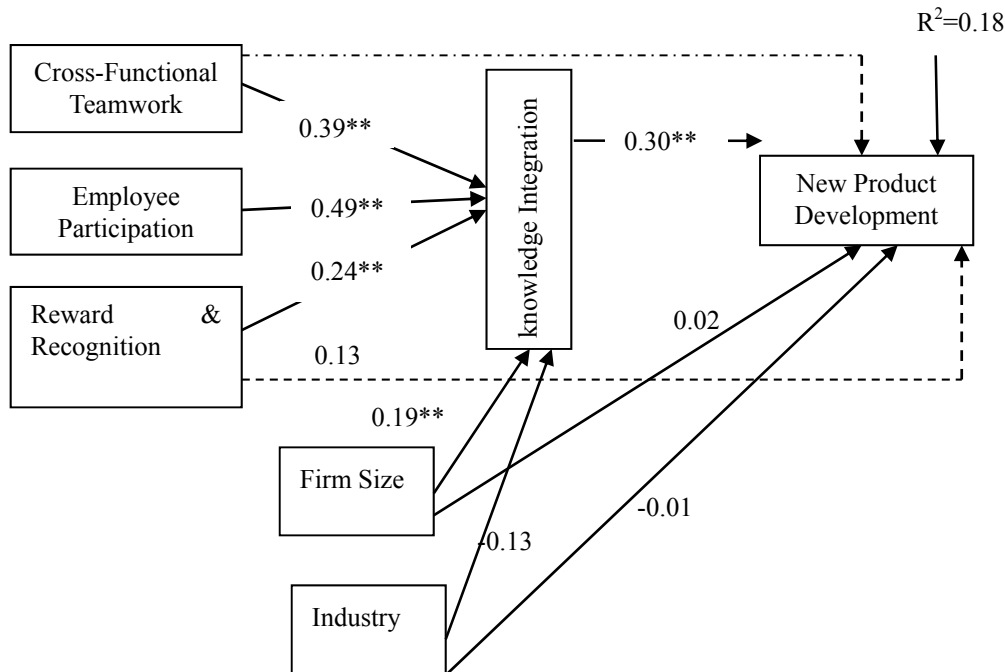 R²=0.18
Cross-Functional
Teamwork
0.39**
knowledge Integration
0.30**
New Product
Development
Employee
Participation
0.49**
0.24**
Reward &
Recognition
0.13
0.02
0.19**
Firm Size
-0.01
-0.13
Industry